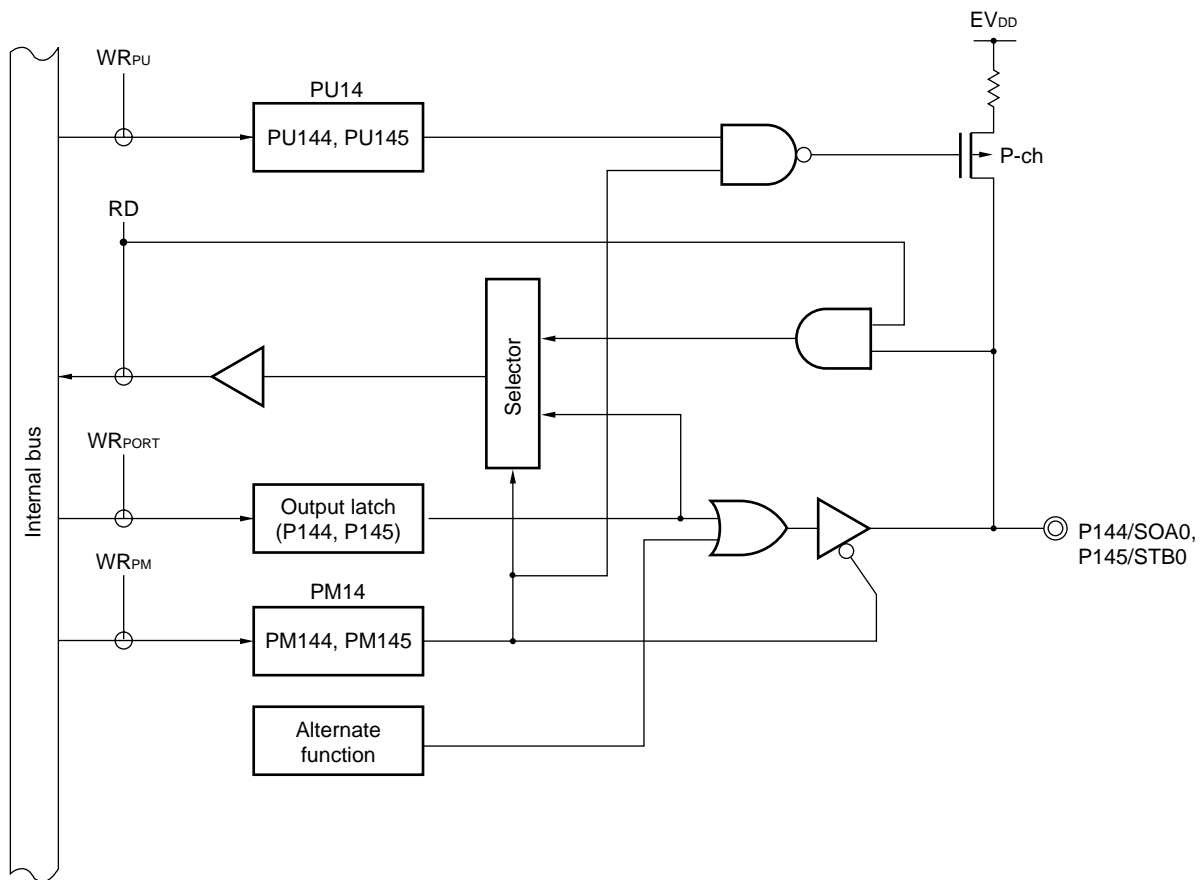 EVDD
WRPU
PU14
PU144, PU145
P-ch
RD
Selector
Internal bus
WRPORT
Output latch
(P144, P145)
P144/SOA0,
P145/STB0
WRPM
PM14
PM144, PM145
Alternate
function